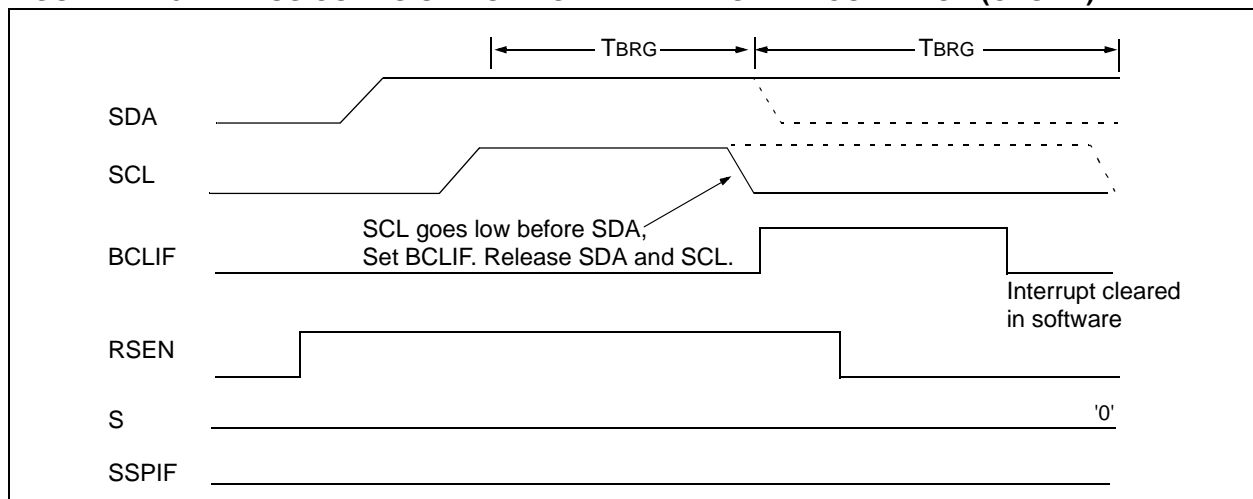 TBRG TBRG
SDA
SCL
SCL goes low before SDA,
Set BCLIF. Release SDA and SCL.
BCLIF
Interrupt cleared
in software
RSEN
S '0'
SSPIF